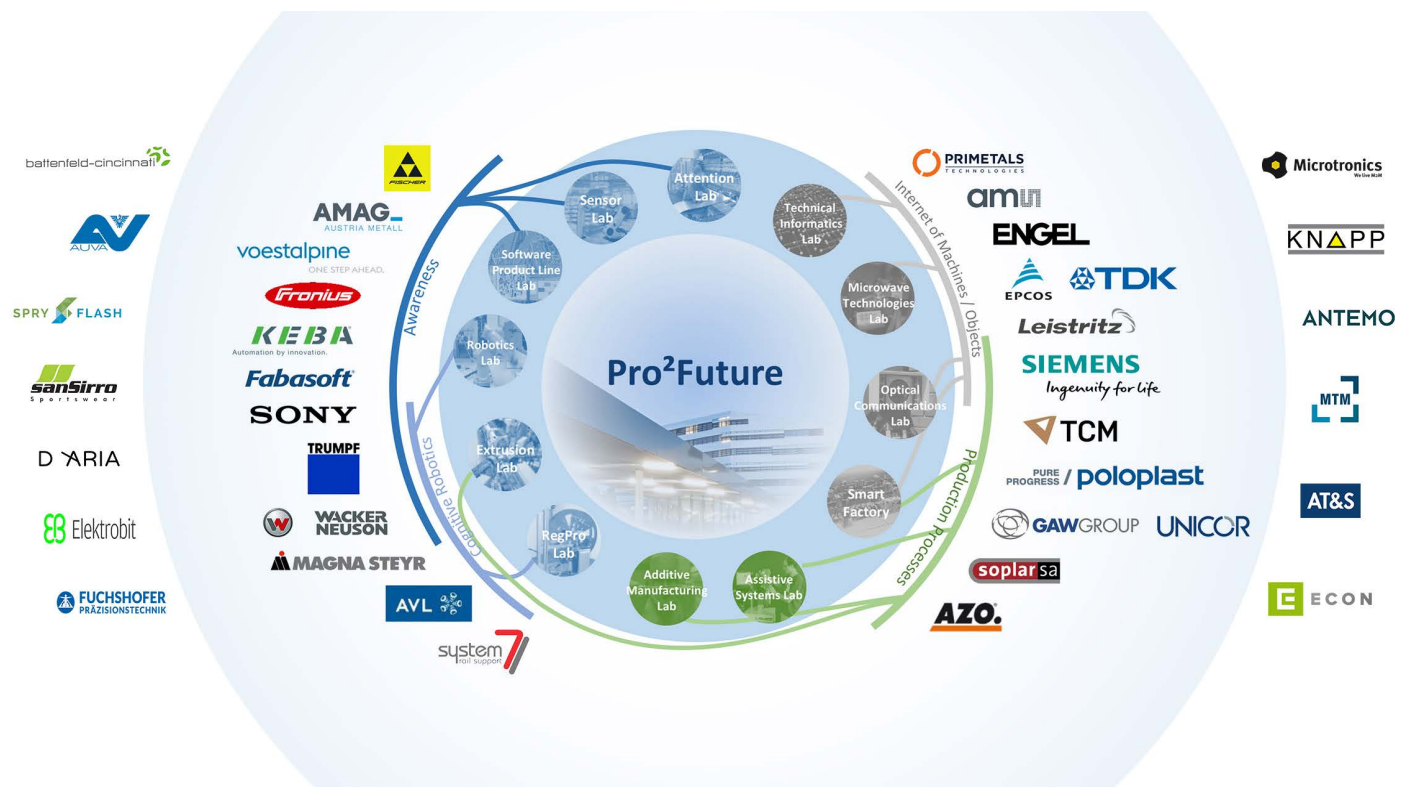 battenfeld-cincinnati
AUVA
SPRY FLASH
sanSirro
Sportswear
D ARIA
Elektrobit
FUCHSHOFER
PRÄZISIONSTECHNIK
FISCHER
AMAG
AUSTRIA METALL
voestalpine
ONE STEP AHEAD.
Fronius
KEBA
Automation by innovation.
Fabasoft
SONY
TRUMPF
WACKER
NEUSON
MAGNA STEYR
AVL
system7
rail support
Awareness
Cognitive Robotics
Attention
Lab
Sensor
Lab
Software
Product Line
Lab
Robotics
Lab
Extrusion
Lab
RegPro
Lab
Additive
Manufacturing
Lab
Assistive
Systems Lab
Smart
Factory
Optical
Communications
Lab
Microwave
Technologies
Lab
Technical
Informatics
Lab
Pro²Future
Internet of Machines / Objects
Production Processes
PRIMETALS
TECHNOLOGIES
ams
ENGEL
EPCOS
TDK
Leistritz
SIEMENS
Ingenuity for life
TCM
PURE
PROGRESS / poloplast
GAWGROUP
UNICOR
soplar sa
AZO.
Microtronics
We live M2M
KNAPP
ANTEMO
MTM
AT&S
ECON